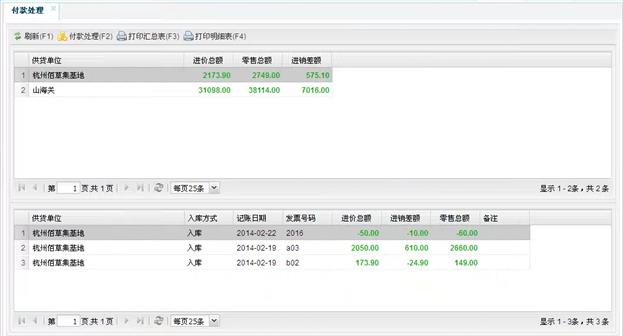 付款处理
刷新(F1) 付款处理(F2) 打印汇总表(F3) 打印明细表(F4)
供货单位 进价总额 零售总额 进销差额
1 杭州佰草集基地 2173.90 2749.00 575.10
2 山海关 31098.00 38114.00 7016.00
第 1 页,共 1 页 每页25条 显示 1 - 2条，共 2 条
供货单位 入库方式 记账日期 发票号码 进价总额 进销差额 零售总额 备注
1 杭州佰草集基地 入库 2014-02-22 2016 -50.00 -10.00 -60.00
2 杭州佰草集基地 入库 2014-02-19 a03 2050.00 610.00 2660.00
3 杭州佰草集基地 入库 2014-02-19 b02 173.90 -24.90 149.00
第 1 页,共 1 页 每页25条 显示 1 - 3条，共 3 条